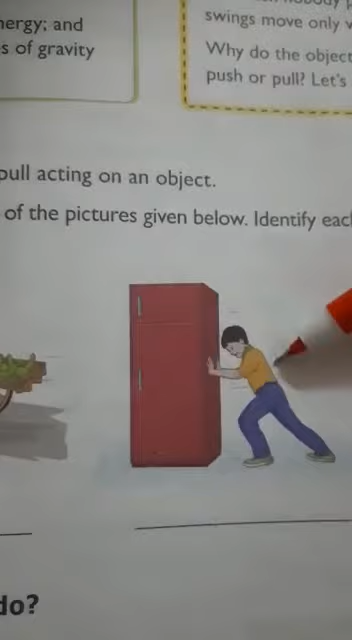 nergy; and
s of gravity
swings move only
Why do the object
push or pull? Let's
pull acting on an object.
of the pictures given below. Identify each
do?